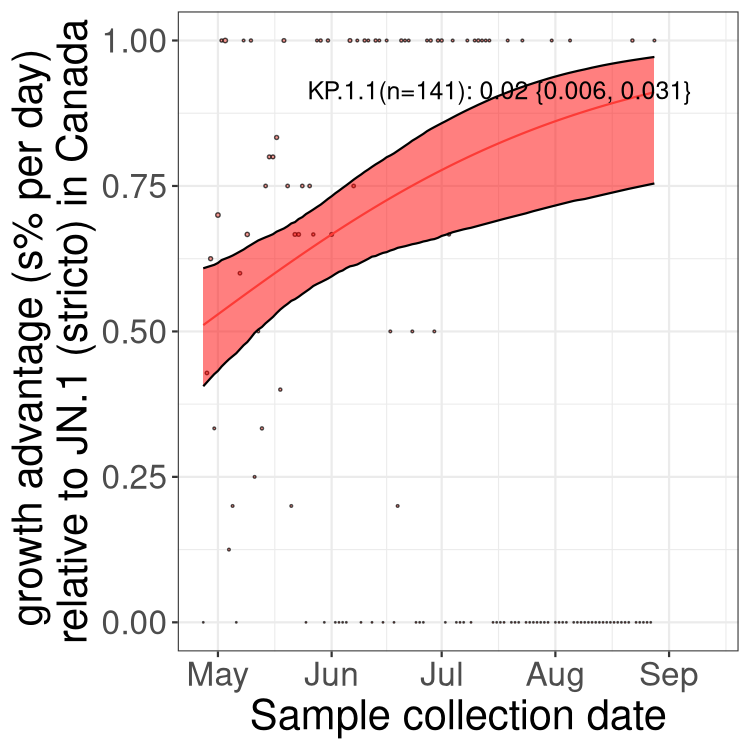 growth advantage (s% per day)
relative to JN.1 (stricto) in Canada
1.00
0.75
0.50
0.25
0.00
KP.1.1(n=141): 0.02 {0.006, 0.031}
May Jun Jul Aug Sep
Sample collection date